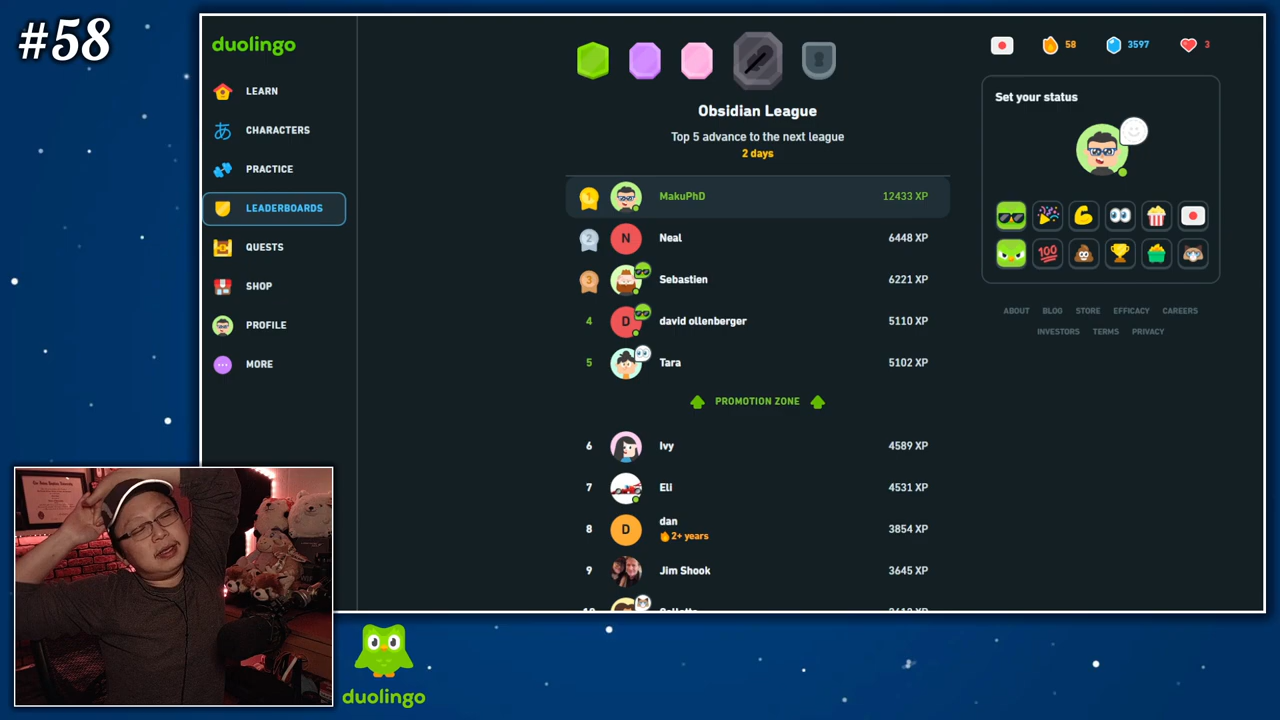 #58
duolingo
LEARN
あ CHARACTERS
PRACTICE
LEADERBOARDS
QUESTS
SHOP
PROFILE
MORE
Obsidian League
Top 5 advance to the next league
2 days
1 MakuPhD 12433 XP
2 N Neal 6448 XP
3 Sebastien 6221 XP
4 D david ollenberger 5110 XP
5 Tara 5102 XP
PROMOTION ZONE
6 Ivy 4589 XP
7 Eli 4531 XP
8 D dan 3854 XP
2+ years
9 Jim Shook 3645 XP
58 3597 3
Set your status
100
ABOUT BLOG STORE EFFICACY CAREERS
INVESTORS TERMS PRIVACY
duolingo